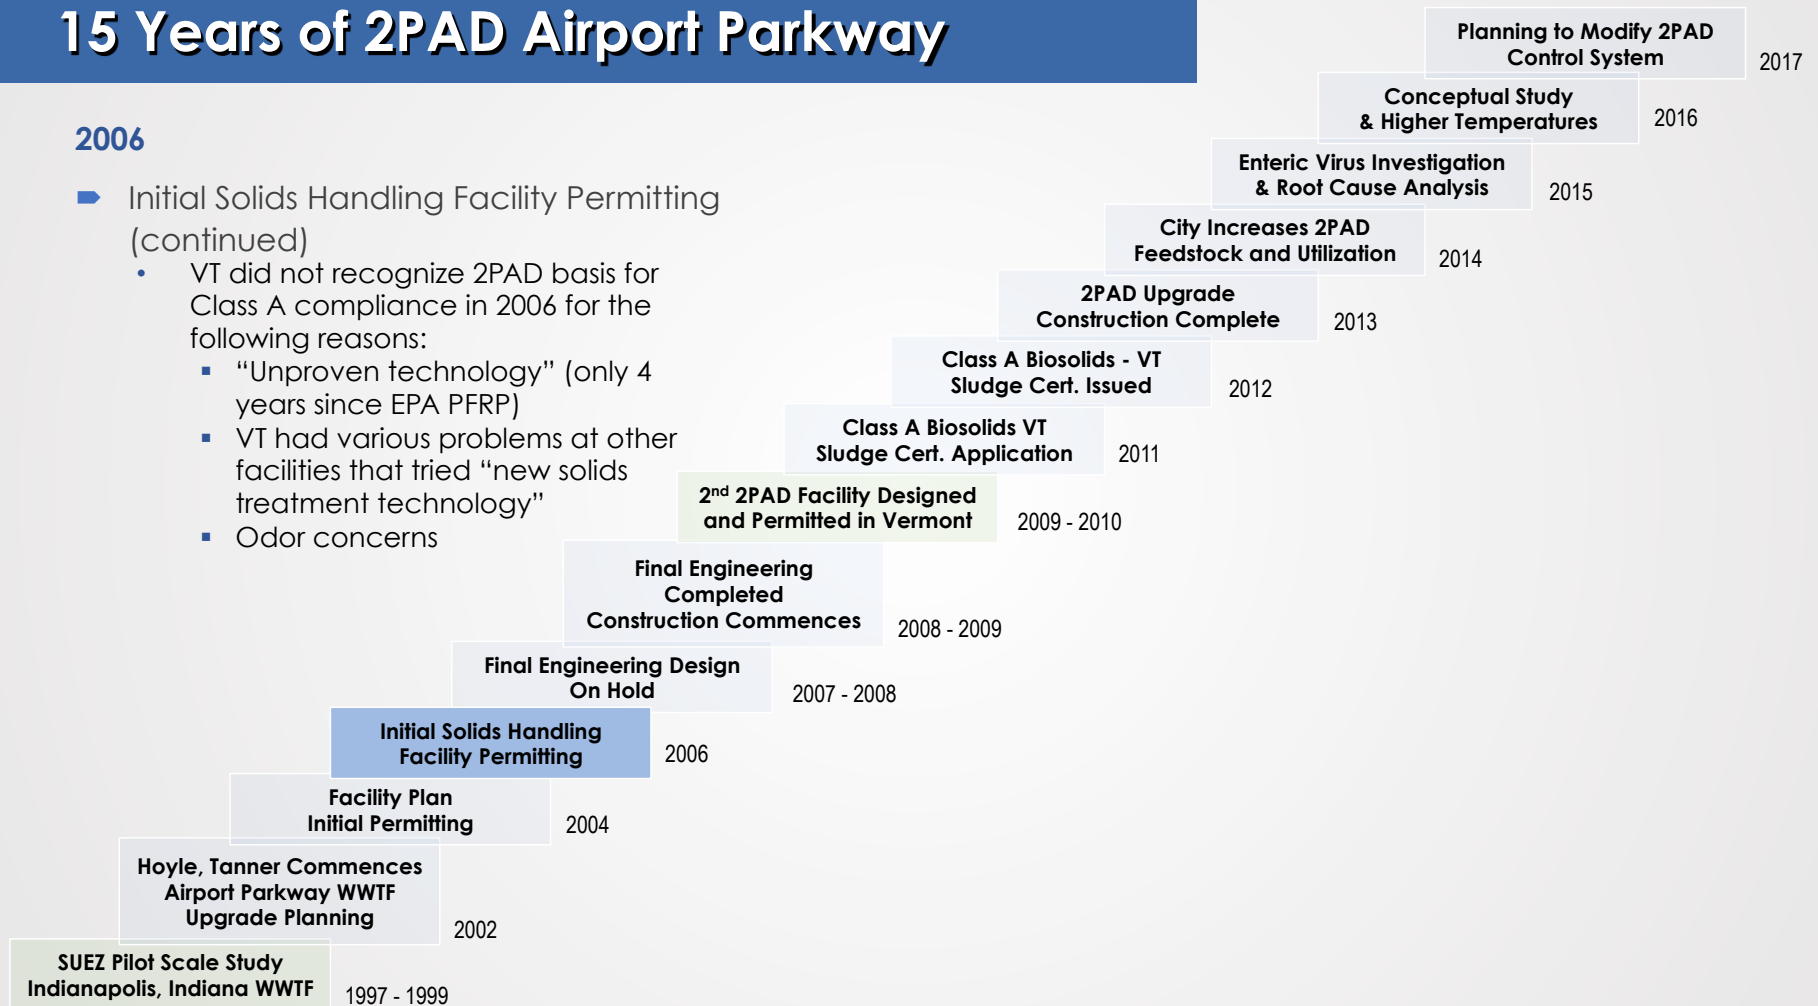 15 Years of 2PAD Airport Parkway
2006
Initial Solids Handling Facility Permitting
(continued)
• VT did not recognize 2PAD basis for
Class A compliance in 2006 for the
following reasons:
▪ “Unproven technology” (only 4
years since EPA PFRP)
▪ VT had various problems at other
facilities that tried “new solids
treatment technology”
▪ Odor concerns
Planning to Modify 2PAD
Control System
2017
Conceptual Study
& Higher Temperatures
2016
Enteric Virus Investigation
& Root Cause Analysis
2015
City Increases 2PAD
Feedstock and Utilization
2014
2PAD Upgrade
Construction Complete
2013
Class A Biosolids - VT
Sludge Cert. Issued
2012
Class A Biosolids VT
Sludge Cert. Application
2011
2nd 2PAD Facility Designed
and Permitted in Vermont
2009 - 2010
Final Engineering
Completed
Construction Commences
2008 - 2009
Final Engineering Design
On Hold
2007 - 2008
Initial Solids Handling
Facility Permitting
2006
Facility Plan
Initial Permitting
2004
Hoyle, Tanner Commences
Airport Parkway WWTF
Upgrade Planning
2002
SUEZ Pilot Scale Study
Indianapolis, Indiana WWTF
1997 - 1999